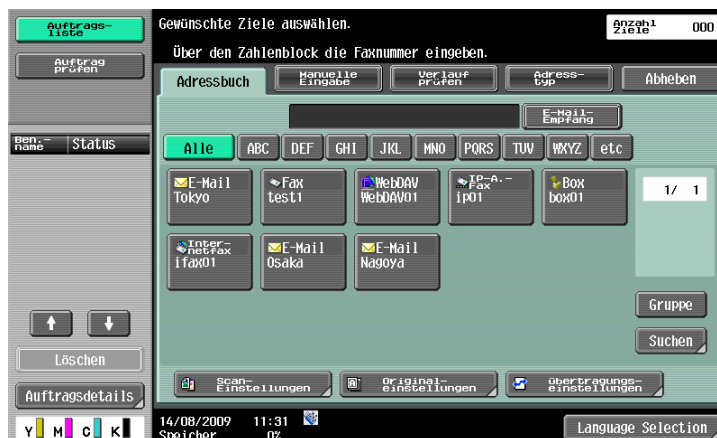 Auftrags-
liste
Auftrag
prüfen
Ben.-
name
Status
Löschen
Auftragsdetails
Y M C K
Gewünschte Ziele auswählen.
Über den Zahlenblock die Faxnummer eingeben.
Anzahl
Ziele
000
Adressbuch
Manuelle
Eingabe
Verlauf
prüfen
Adress-
typ
Abheben
E-Mail-
Empfang
Alle ABC DEF GHI JKL MNO PQRS TUV WXYZ etc
E-Mail
Tokyo
Fax
test1
WebDAV
WebDAV01
IP-A.-
Fax
ip01
Box
box01
1/ 1
Inter-
netfax
ifax01
E-Mail
Osaka
E-Mail
Nagoya
Gruppe
Suchen
Scan-
Einstellungen
Original-
einstellungen
übertragungs-
einstellungen
14/08/2009 11:31
Speicher 0%
Language Selection